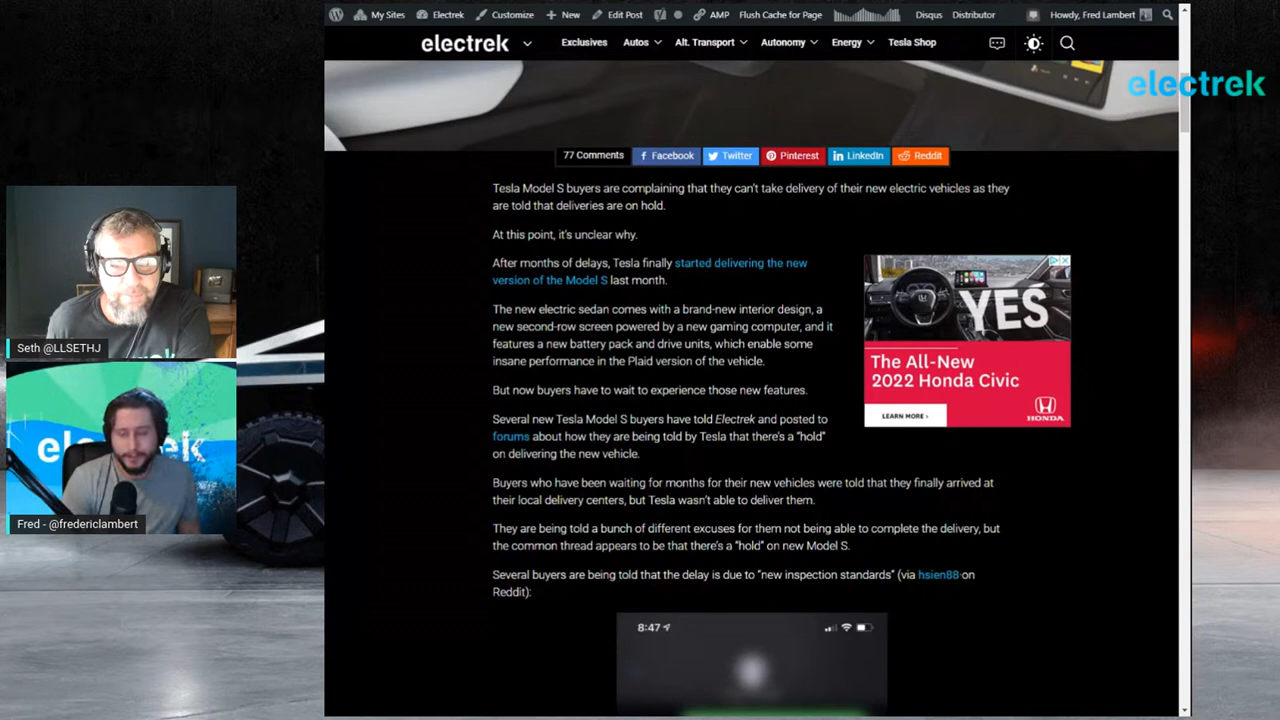 My Sites Electrek Customize New Edit Post AMP Flush Cache for Page Disqus Distributor Howdy, Fred Lambert
electrek Exclusives Autos Alt. Transport Autonomy Energy Tesla Shop
electrek
77 Comments Facebook Twitter Pinterest LinkedIn Reddit
Tesla Model S buyers are complaining that they can't take delivery of their new electric vehicles as they
are told that deliveries are on hold.
At this point, it's unclear why.
After months of delays, Tesla finally started delivering the new
version of the Model S last month.
The new electric sedan comes with a brand-new interior design, a
new second-row screen powered by a new gaming computer, and it
features a new battery pack and drive units, which enable some
insane performance in the Plaid version of the vehicle.
But now buyers have to wait to experience those new features.
Several new Tesla Model S buyers have told Electrek and posted to
forums about how they are being told by Tesla that there's a "hold"
on delivering the new vehicle.
YES
The All-New
2022 Honda Civic
LEARN MORE ›
HONDA
Buyers who have been waiting for months for their new vehicles were told that they finally arrived at
their local delivery centers, but Tesla wasn't able to deliver them.
They are being told a bunch of different excuses for them not being able to complete the delivery, but
the common thread appears to be that there's a "hold" on new Model S.
Several buyers are being told that the delay is due to "new inspection standards" (via hsien88 on
Reddit):
8:47
Seth @LLSETHJ
Fred - @fredericlambert